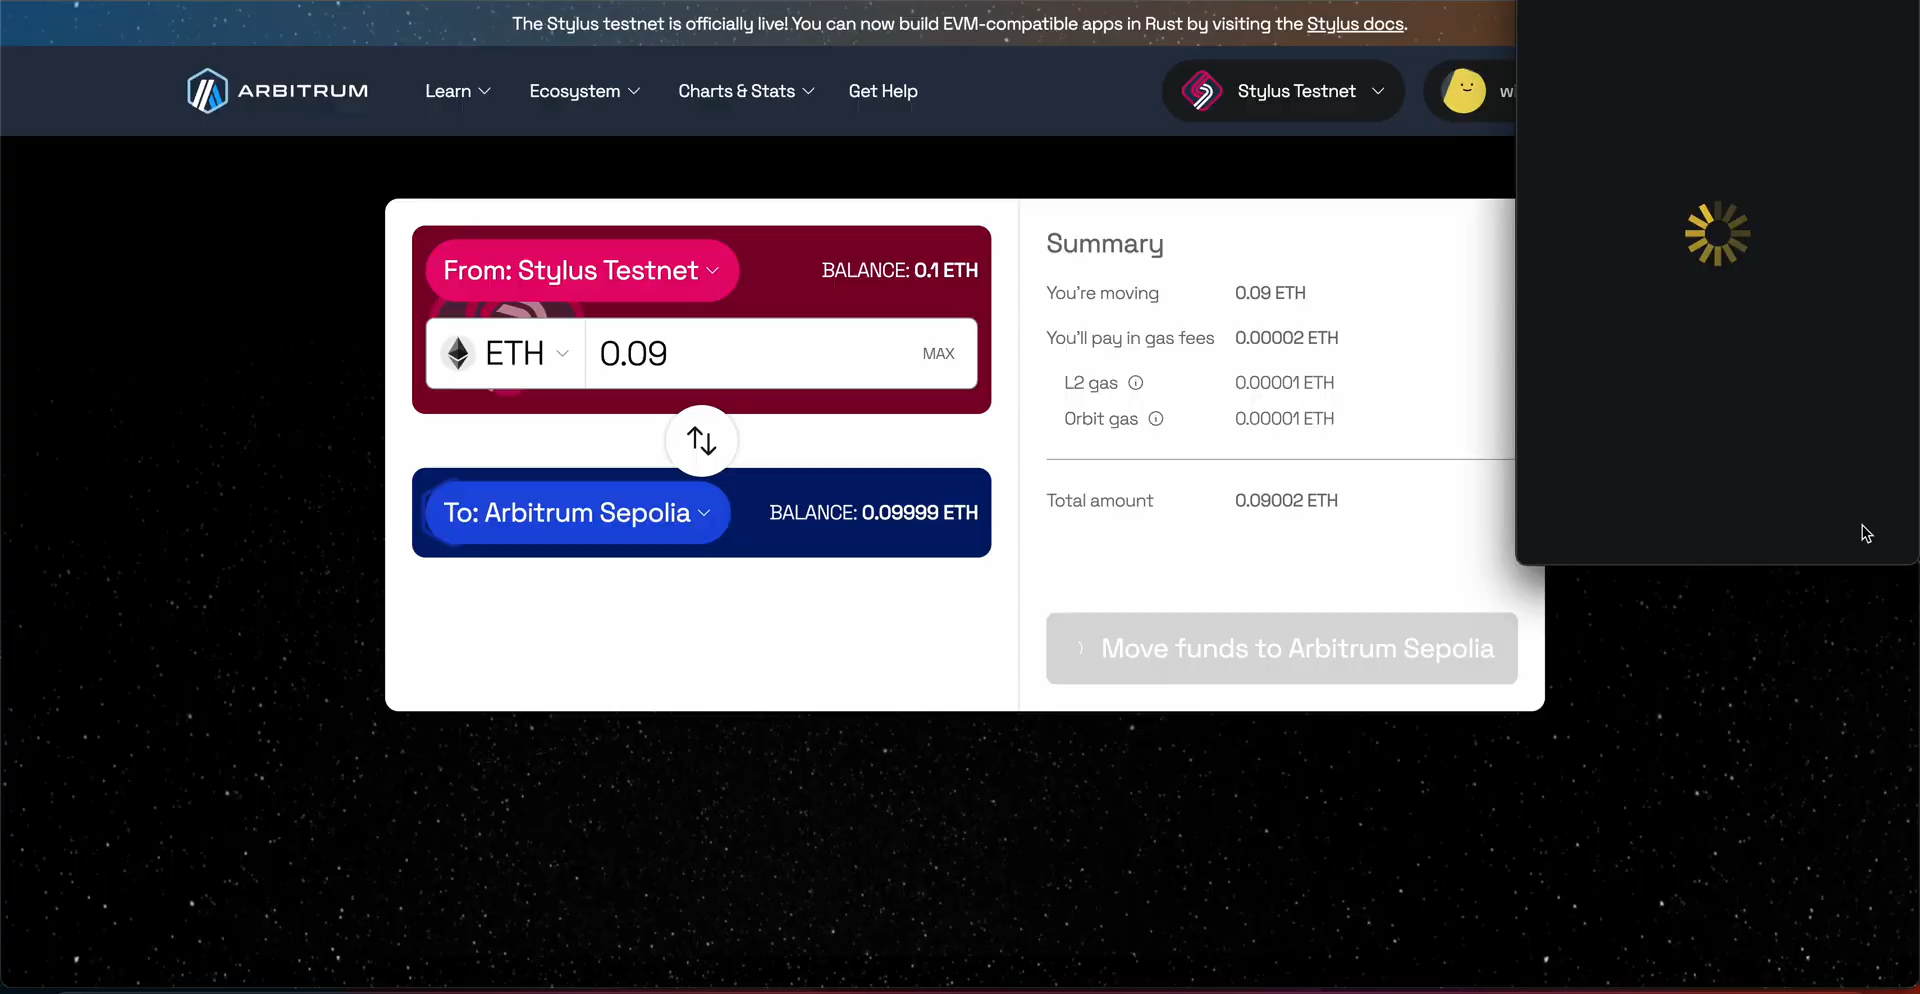 The Stylus testnet is officially live! You can now build EVM-compatible apps in Rust by visiting the Stylus docs.
ARBITRUM
Learn
Ecosystem
Charts & Stats
Get Help
Stylus Testnet
From: Stylus Testnet
BALANCE: 0.1 ETH
ETH
0.09
MAX
To: Arbitrum Sepolia
BALANCE: 0.09999 ETH
Summary
You're moving 0.09 ETH
You'll pay in gas fees 0.00002 ETH
L2 gas 0.00001 ETH
Orbit gas 0.00001 ETH
Total amount 0.09002 ETH
Move funds to Arbitrum Sepolia